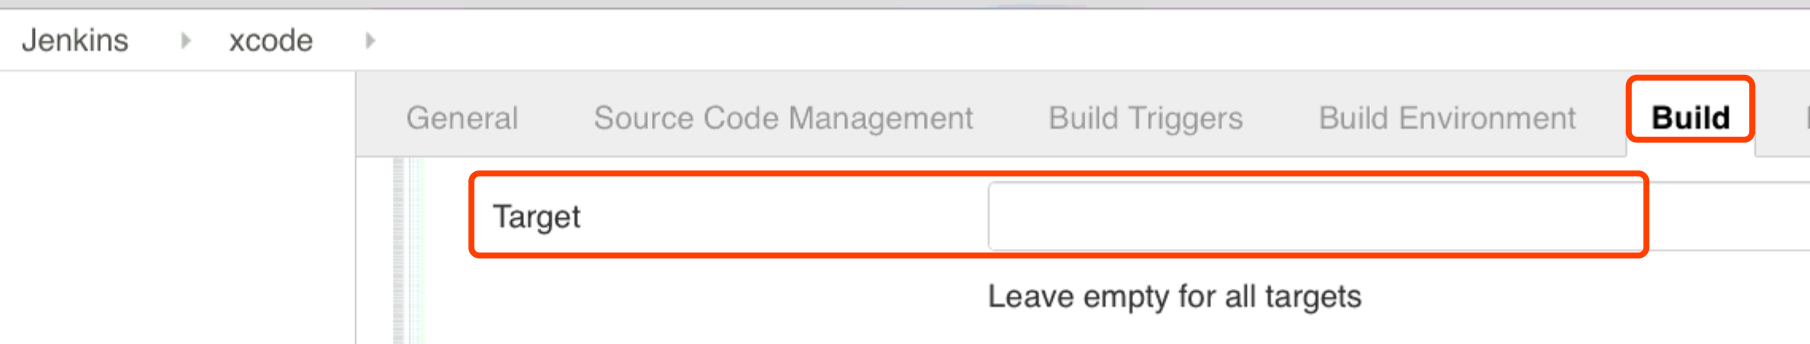 Jenkins xcode
General Source Code Management Build Triggers Build Environment Build
Target
Leave empty for all targets